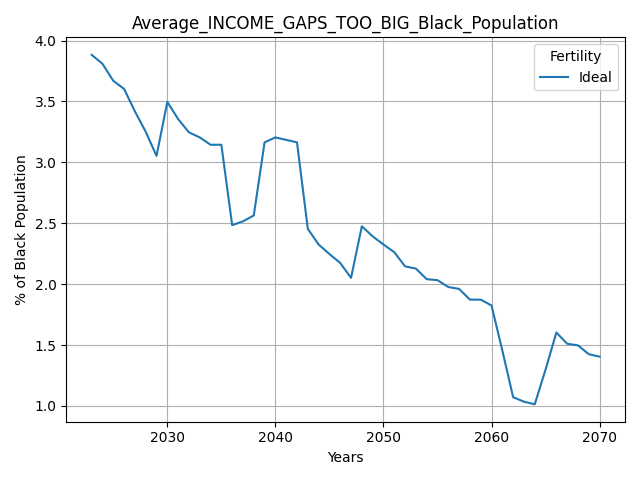 Average_INCOME_GAPS_TOO_BIG_Black_Population
Fertility
Ideal
% of Black Population
4.0
3.5
3.0
2.5
2.0
1.5
1.0
2030 2040 2050 2060 2070
Years